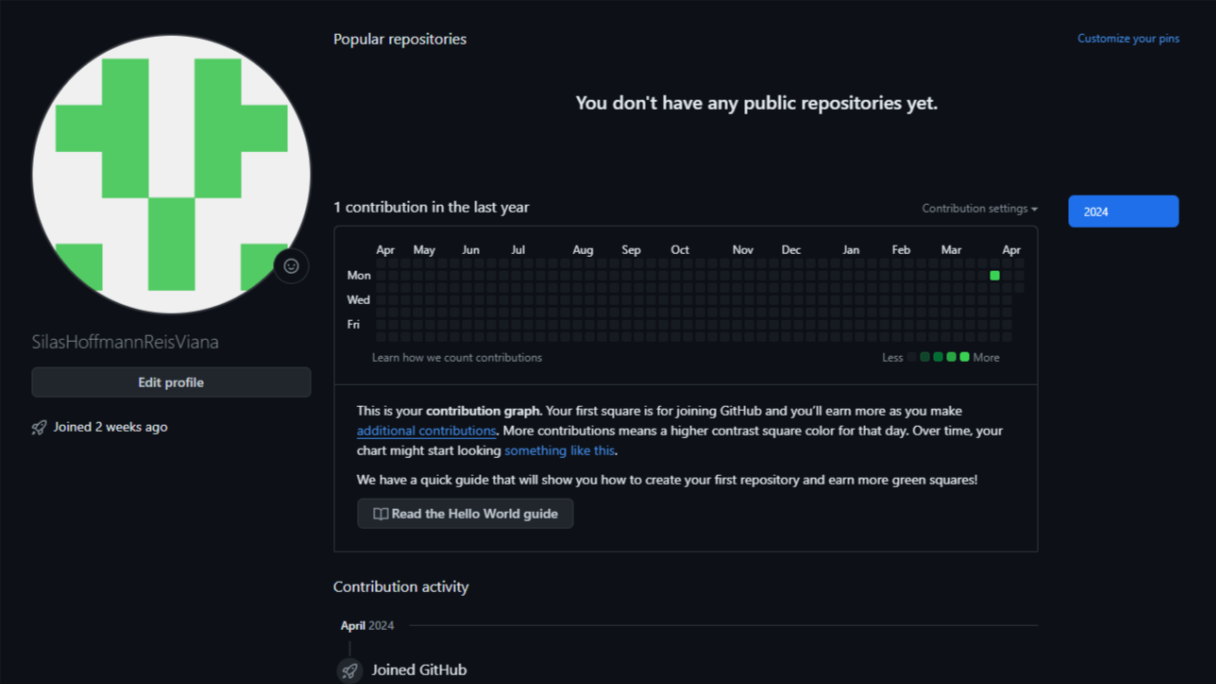 Popular repositories
Customize your pins
You don't have any public repositories yet.
1 contribution in the last year
Contribution settings
2024
Apr May Jun Jul Aug Sep Oct Nov Dec Jan Feb Mar Apr
Mon
Wed
Fri
Learn how we count contributions
Less More
SilasHoffmannReisViana
Edit profile
Joined 2 weeks ago
This is your contribution graph. Your first square is for joining GitHub and you'll earn more as you make
additional contributions. More contributions means a higher contrast square color for that day. Over time, your
chart might start looking something like this.
We have a quick guide that will show you how to create your first repository and earn more green squares!
Read the Hello World guide
Contribution activity
April 2024
Joined GitHub